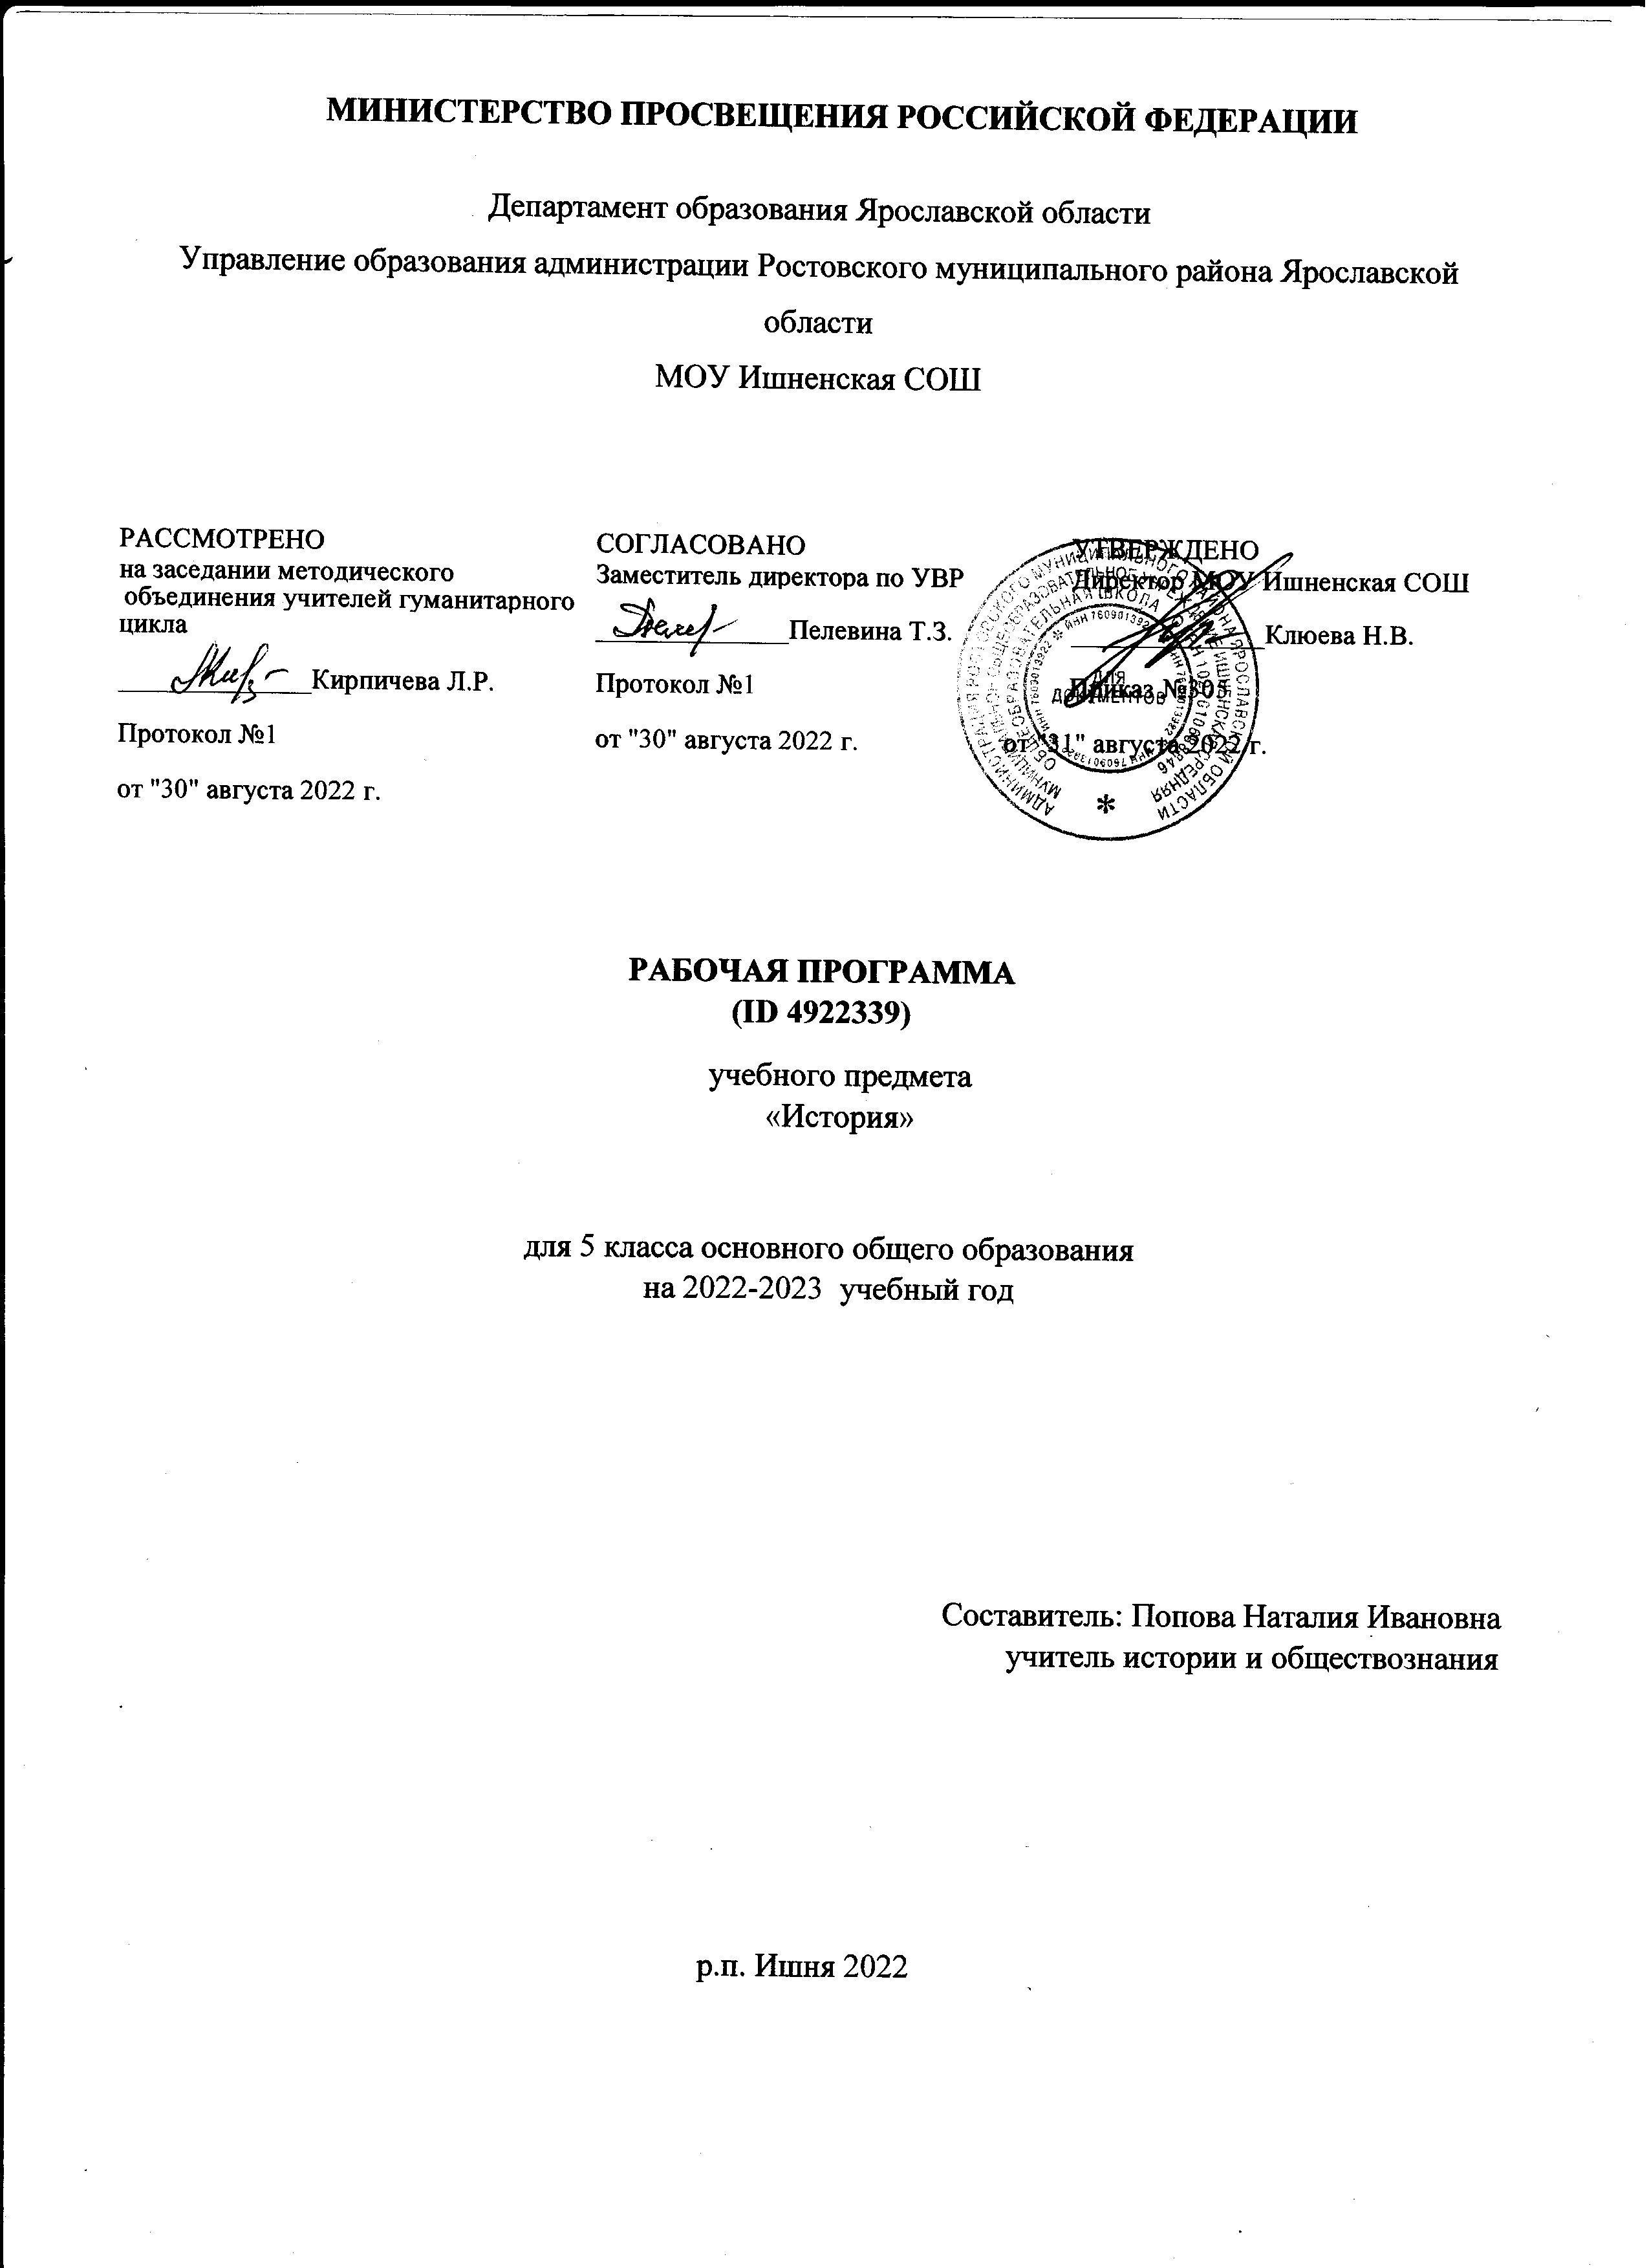 МИНИСТЕРСТВО ПРОСВЕЩЕНИЯ РОССИЙСКОЙ ФЕДЕРАЦИИ
Департамент образования Ярославской области
Управление образования администрации Ростовского муниципального района Ярославской
области
МОУ Ишненская СОШ
РАССМОТРЕНО
на заседании методического
объединения учителей гуманитарного
цикла
Кирпичева Л.Р.
Протокол №1
от "30" августа 2022 г.
СОГЛАСОВАНО
Заместитель директора по УВР
Пелевина Т.З.
Протокол №1
от "30" августа 2022 г.
УТВЕРЖДЕНО
Директор МОУ Ишненская СОШ
Клюева Н.В.
Приказ №305
от "31" августа 2022 г.
ДЛЯ
ДОКУМЕНТОВ
РАБОЧАЯ ПРОГРАММА
(ID 4922339)
учебного предмета
«История»
для 5 класса основного общего образования
на 2022-2023 учебный год
Составитель: Попова Наталия Ивановна
учитель истории и обществознания
р.п. Ишня 2022